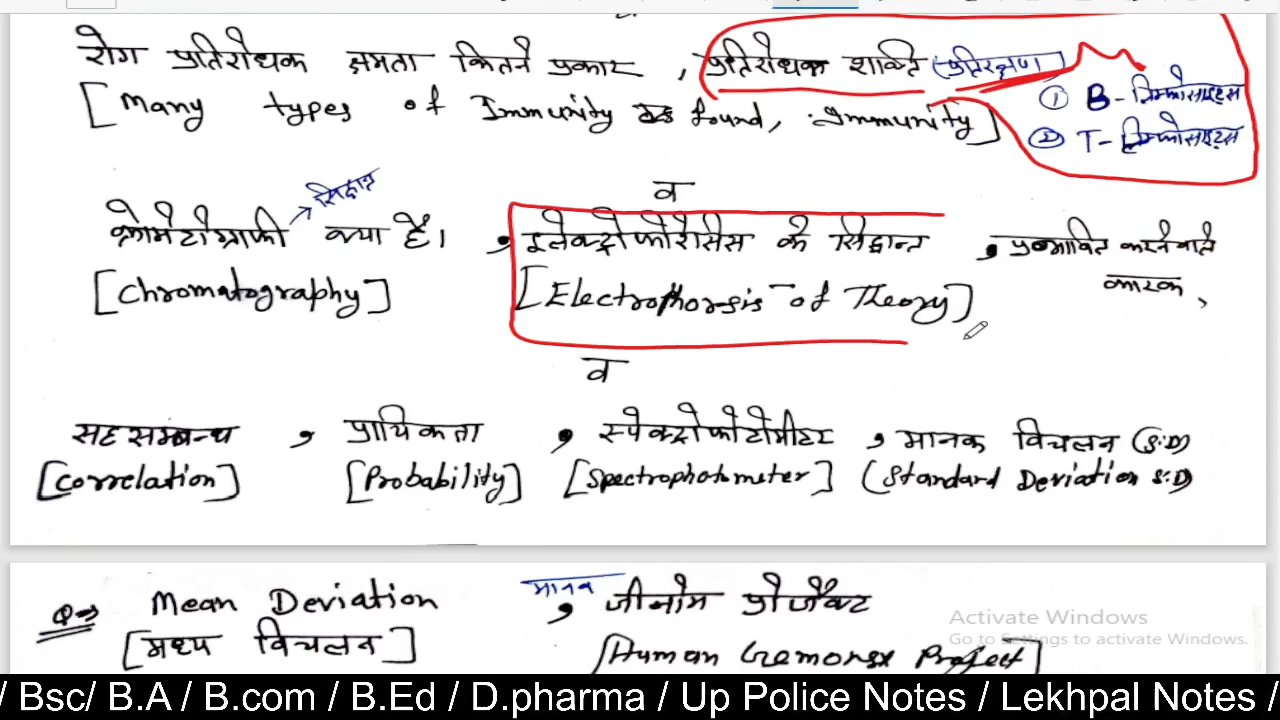 रोग प्रतिरोधक क्षमता कितने प्रकार , प्रतिरोधक शक्ति (प्रतिरक्षण)
[Many types of Immunity found, Immunity]
① B - लिम्फोसाइट्स
② T - लिम्फोसाइट्स
व
सिद्धान्त
क्रोमेटोग्राफी क्या है। , इलेक्ट्रोफोरेसिस के सिद्धान्त , प्रभावित करने वाले कारक ,
[Chromatography] [Electrophorsis of Theory]
व
सहसम्बन्ध , प्रायिकता , स्पेक्ट्रोफोटोमीटर , मानक विचलन (S.D)
[Correlation] [Probability] [Spectrophotometer] (Standard Deviation S.D)
Q⇒ Mean Deviation , मानव जीनोम प्रोजेक्ट
[मध्य विचलन] [Human Project]
Activate Windows
Go to Settings to activate Windows.
/ Bsc/ B.A / B.com / B.Ed / D.pharma / Up Police Notes / Lekhpal Notes /